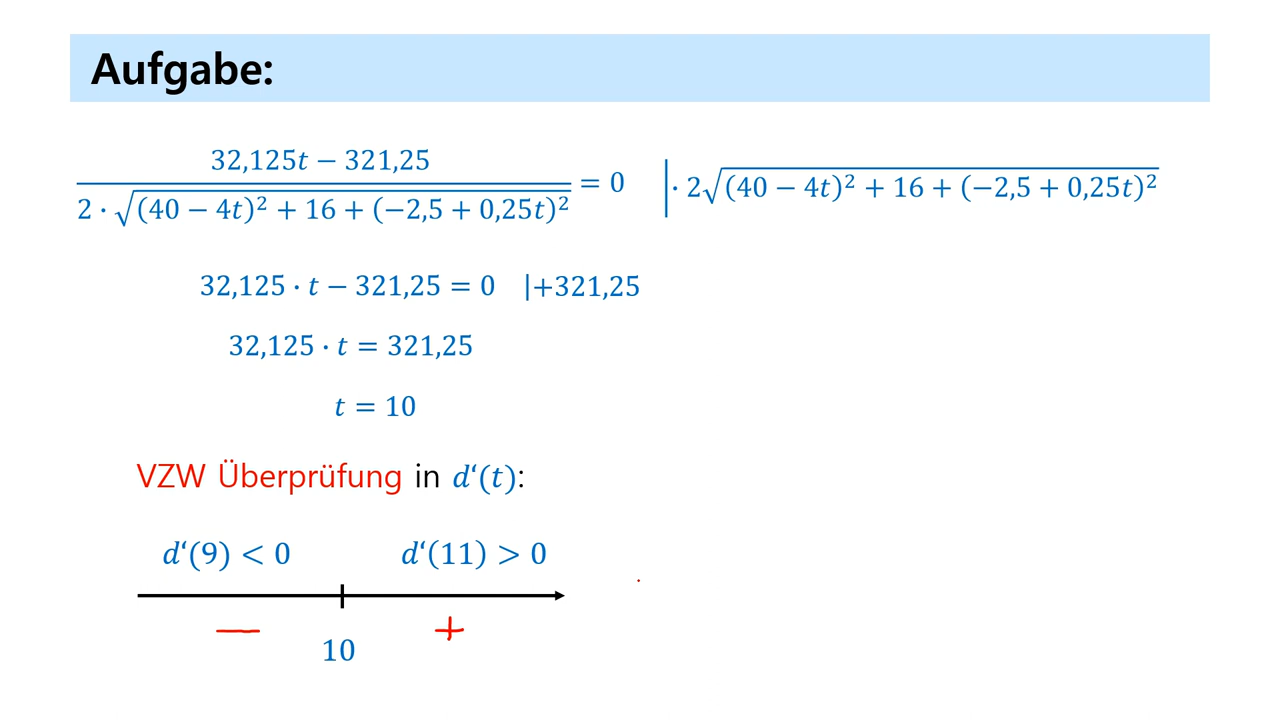 Aufgabe:
32,125t − 321,25
2 · √(40 − 4t)² + 16 + (−2,5 + 0,25t)² = 0 | · 2√(40 − 4t)² + 16 + (−2,5 + 0,25t)²
32,125 · t − 321,25 = 0 |+321,25
32,125 · t = 321,25
t = 10
VZW Überprüfung in d‘(t):
d‘(9) < 0 d‘(11) > 0
— +
10